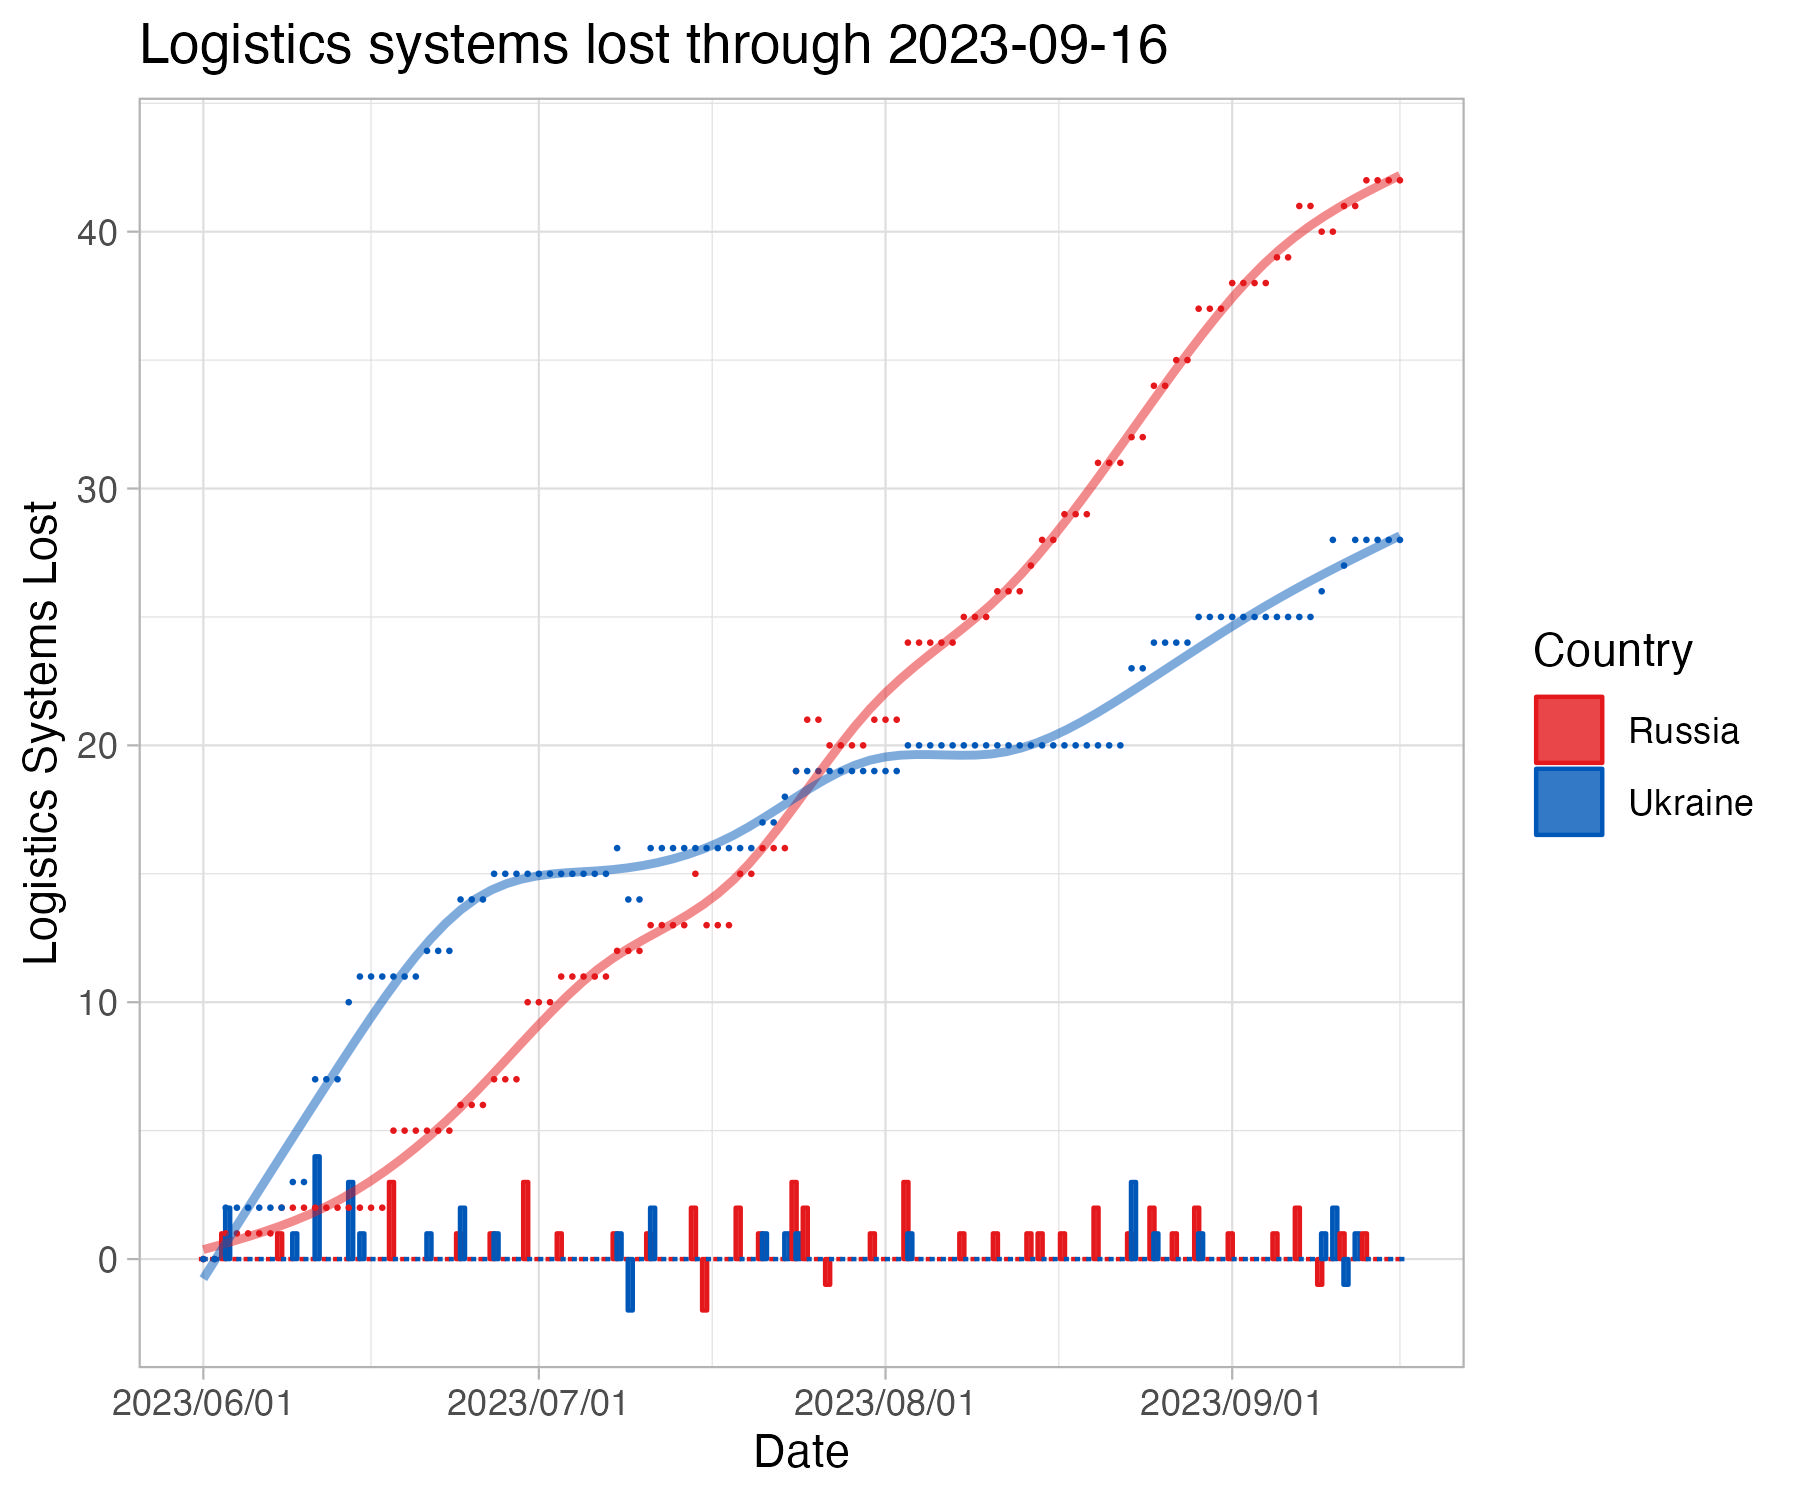 Logistics systems lost through 2023-09-16
Logistics Systems Lost
40
30
20
10
0
2023/06/01
2023/07/01
2023/08/01
2023/09/01
Date
Country
Russia
Ukraine